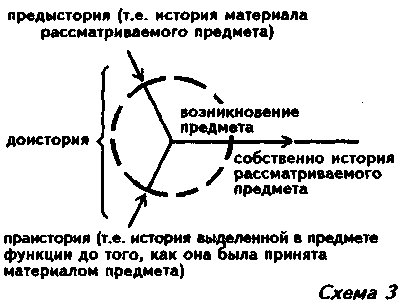 предыстория (т.е. история материала
рассматриваемого предмета)
возникновение
предмета
доистория
собственно история
рассматриваемого
предмета
праистория (т.е. история выделенной в предмете
функции до того, как она была принята
материалом предмета)
Схема 3